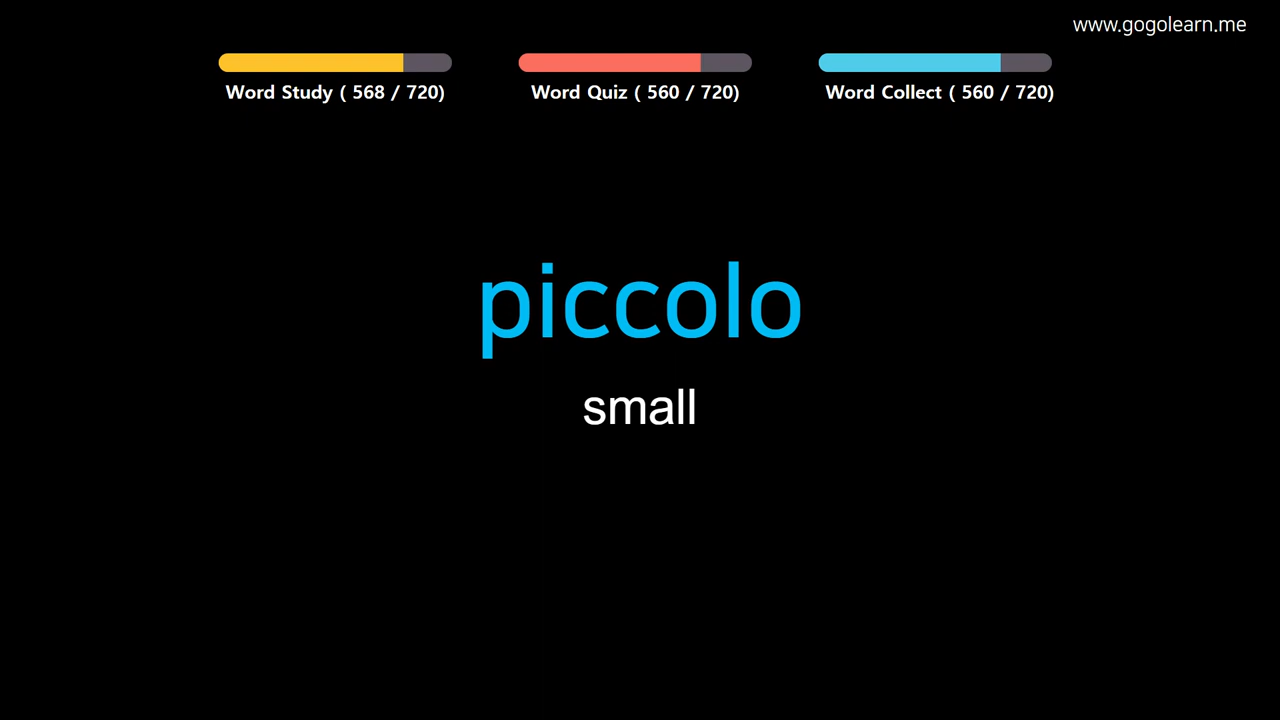 www.gogolearn.me
Word Study ( 568 / 720)
Word Quiz ( 560 / 720)
Word Collect ( 560 / 720)
piccolo
small